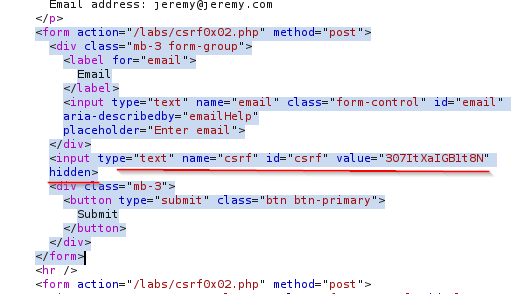 Email address: jeremy@jeremy.com
</p>
<form action="/labs/csrf0x02.php" method="post">
<div class="mb-3 form-group">
<label for="email">
Email
</label>
<input type="text" name="email" class="form-control" id="email"
aria-describedby="emailHelp"
placeholder="Enter email">
</div>
<input type="text" name="csrf" id="csrf" value="3O7ItXaIGB1t8N"
hidden>
<div class="mb-3">
<button type="submit" class="btn btn-primary">
Submit
</button>
</div>
</form>
<hr />
<form action="/labs/csrf0x02.php" method="post">